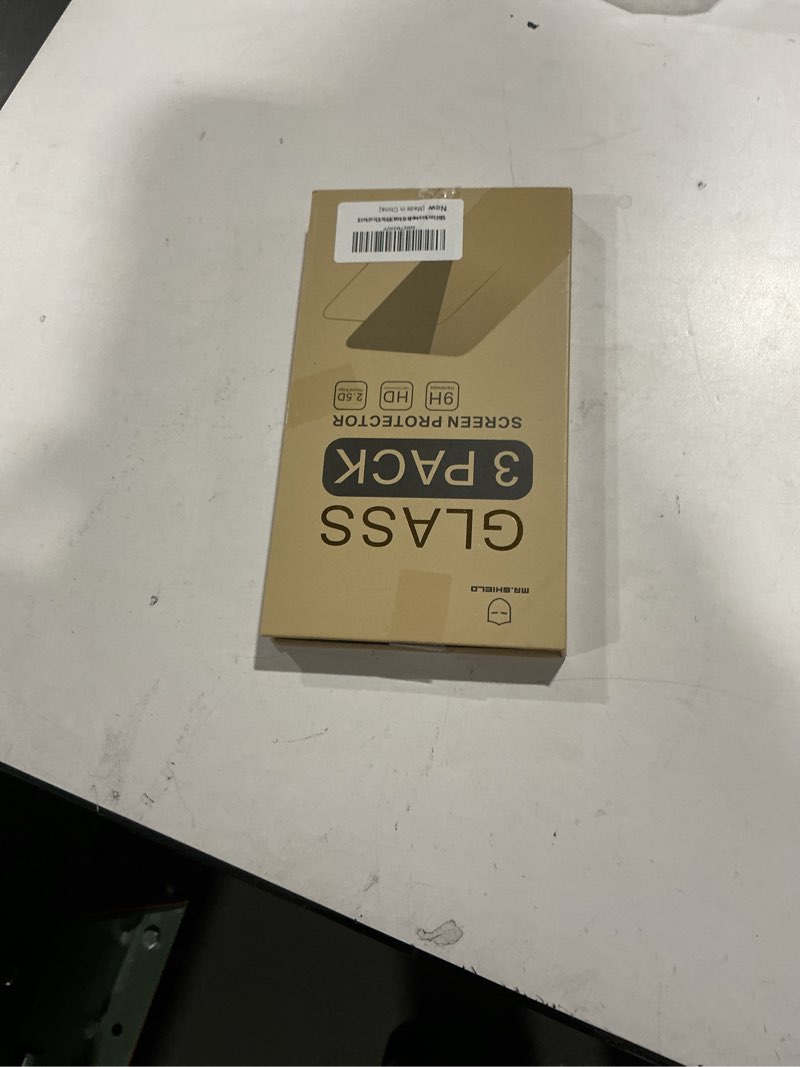 MR.SHIELD
GLASS
3 PACK
SCREEN PROTECTOR
9H HD 2.5D
New [Made in China]